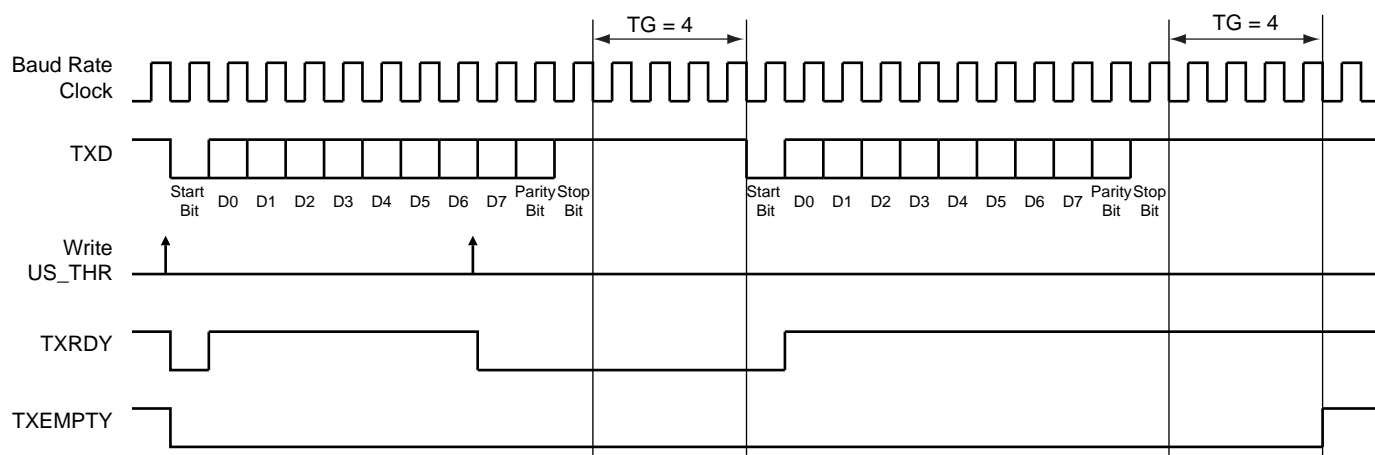 TG = 4
TG = 4
Baud Rate
Clock
TXD
Start
Bit
D0
D1
D2
D3
D4
D5
D6
D7
Parity
Bit
Stop
Bit
Start
Bit
D0
D1
D2
D3
D4
D5
D6
D7
Parity
Bit
Stop
Bit
Write
US_THR
TXRDY
TXEMPTY